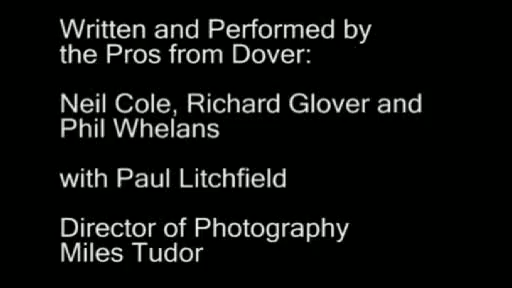 Written and Performed by
the Pros from Dover:
Neil Cole, Richard Glover and
Phil Whelans
with Paul Litchfield
Director of Photography
Miles Tudor